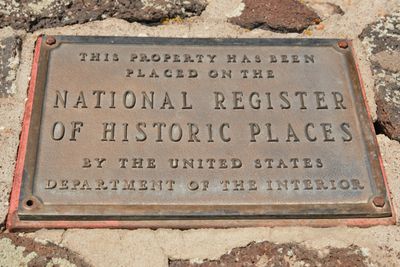 THIS PROPERTY HAS BEEN
PLACED ON THE
NATIONAL REGISTER
OF HISTORIC PLACES
BY THE UNITED STATES
DEPARTMENT OF THE INTERIOR